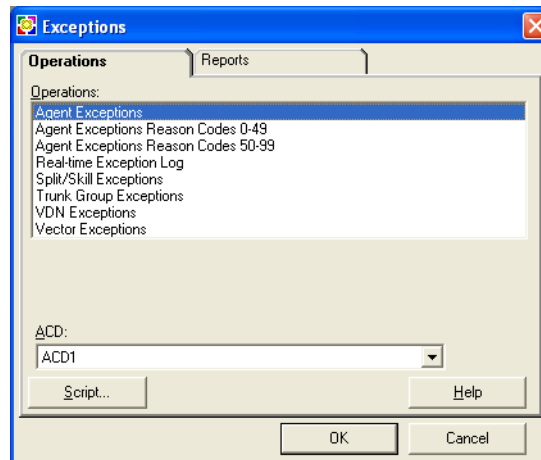 Exceptions
Operations Reports
Operations:
Agent Exceptions
Agent Exceptions Reason Codes 0-49
Agent Exceptions Reason Codes 50-99
Real-time Exception Log
Split/Skill Exceptions
Trunk Group Exceptions
VDN Exceptions
Vector Exceptions
ACD:
ACD1
Script... Help
OK Cancel